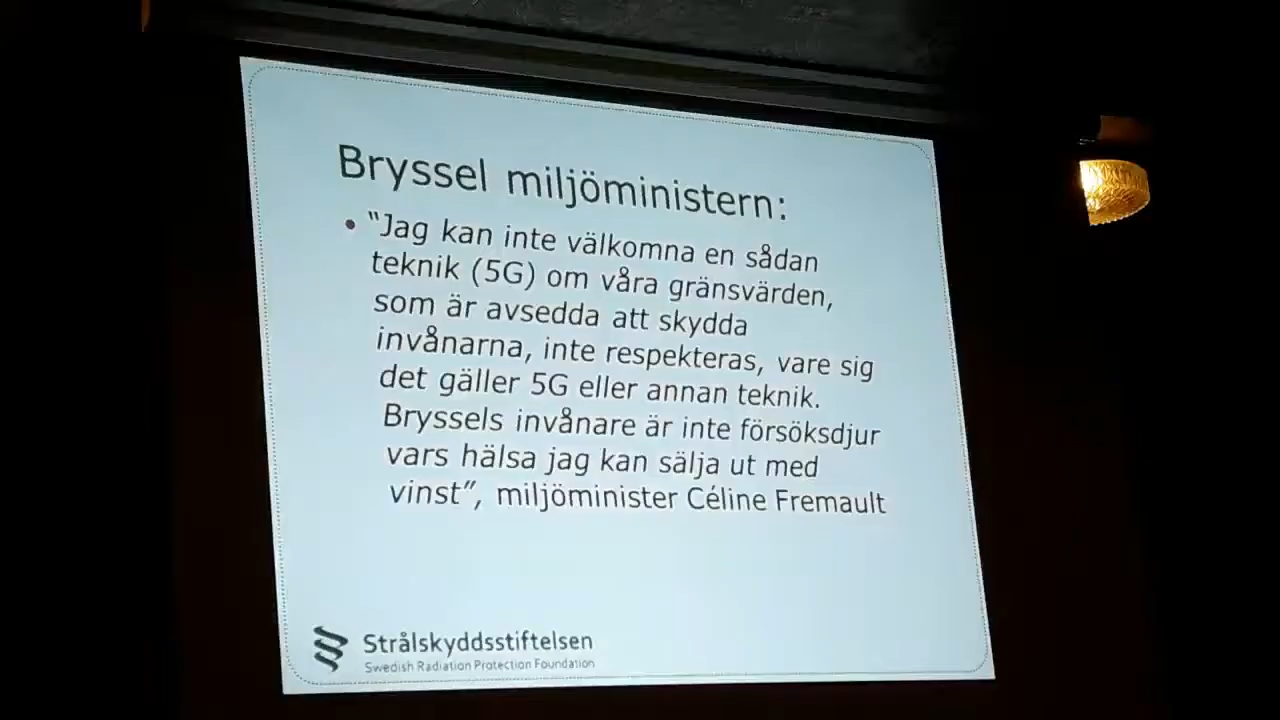 Bryssel miljöministern:
• "Jag kan inte välkomna en sådan
teknik (5G) om våra gränsvärden,
som är avsedda att skydda
invånarna, inte respekteras, vare sig
det gäller 5G eller annan teknik.
Bryssels invånare är inte försöksdjur
vars hälsa jag kan sälja ut med
vinst", miljöminister Céline Fremault
Strålskyddsstiftelsen
Swedish Radiation Protection Foundation